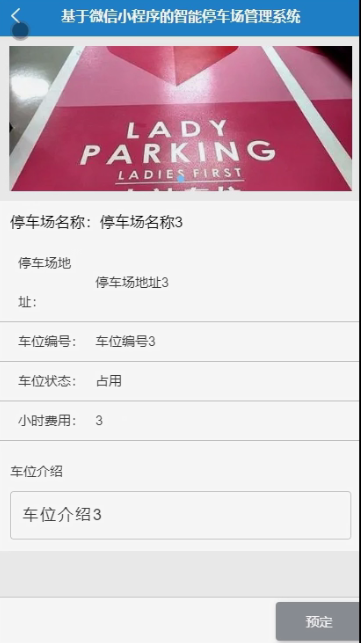 基于微信小程序的智能停车场管理系统
LADY
PARKING
LADIES FIRST
停车场名称：停车场名称3
停车场地
址：
停车场地址3
车位编号： 车位编号3
车位状态： 占用
小时费用： 3
车位介绍
车位介绍3
预定